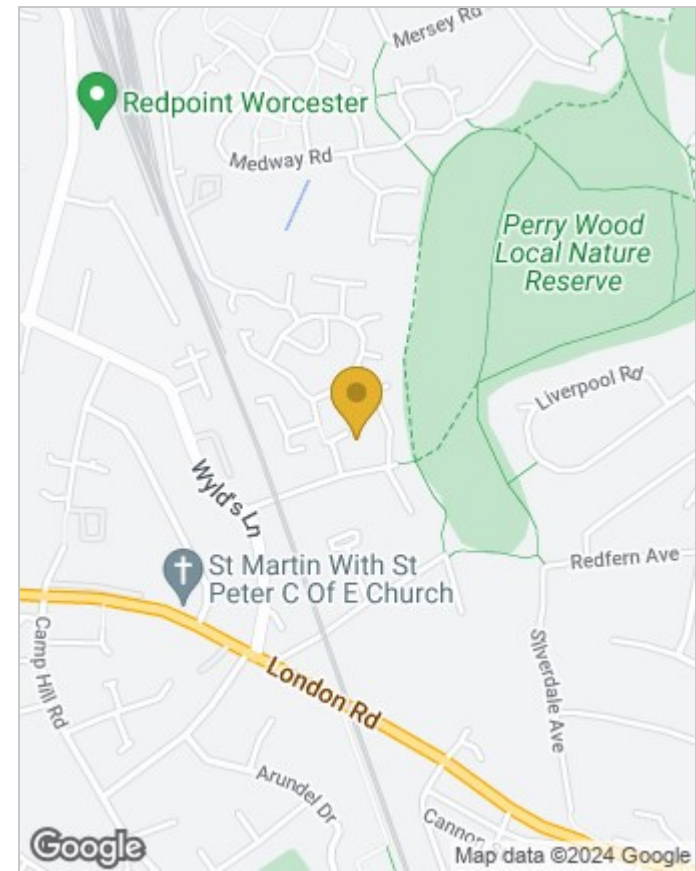 Mersey Rd
Redpoint Worcester
Medway Rd
Perry Wood
Local Nature
Reserve
Liverpool Rd
Wyld's Ln
St Martin With St
Peter C Of E Church
Redfern Ave
Camp Hill Rd
London Rd
Silverdale Ave
Arundel Dr
Cannon S
Google
Map data ©2024 Google